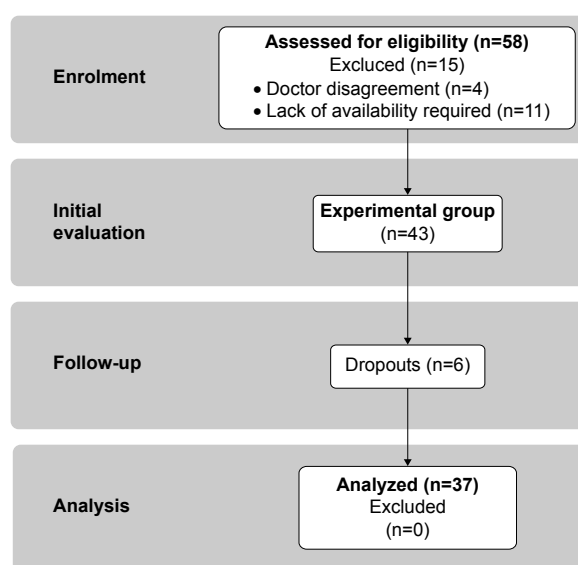 Enrolment
Assessed for eligibility (n=58)
Excluced (n=15)
• Doctor disagreement (n=4)
• Lack of availability required (n=11)
Initial
evaluation
Experimental group
(n=43)
Follow-up
Dropouts (n=6)
Analysis
Analyzed (n=37)
Excluded
(n=0)